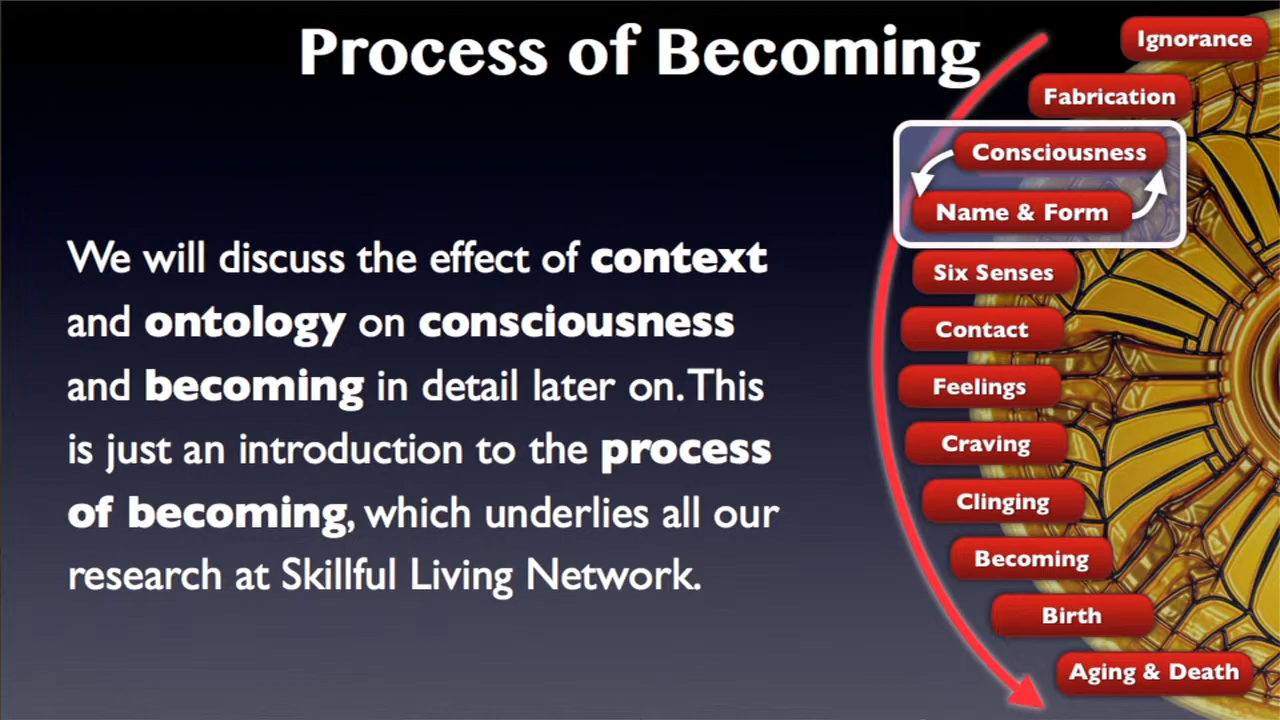 Process of Becoming
We will discuss the effect of context
and ontology on consciousness
and becoming in detail later on. This
is just an introduction to the process
of becoming, which underlies all our
research at Skillful Living Network.
Ignorance
Fabrication
Consciousness
Name & Form
Six Senses
Contact
Feelings
Craving
Clinging
Becoming
Birth
Aging & Death